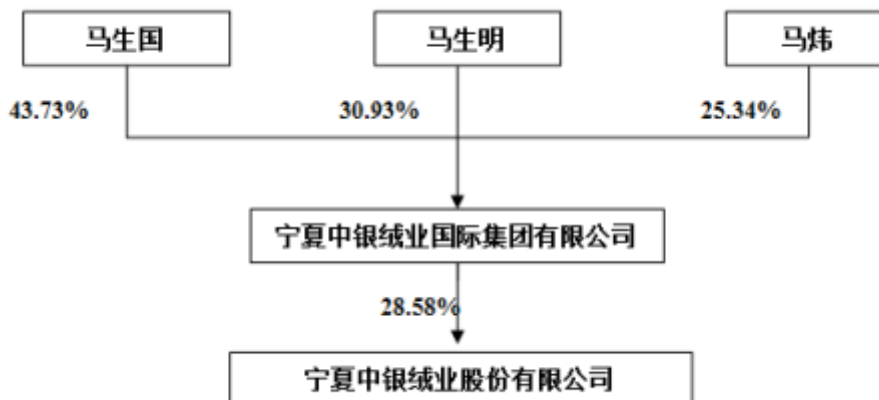 马生国
马生明
马炜
43.73%
30.93%
25.34%
宁夏中银绒业国际集团有限公司
28.58%
宁夏中银绒业股份有限公司